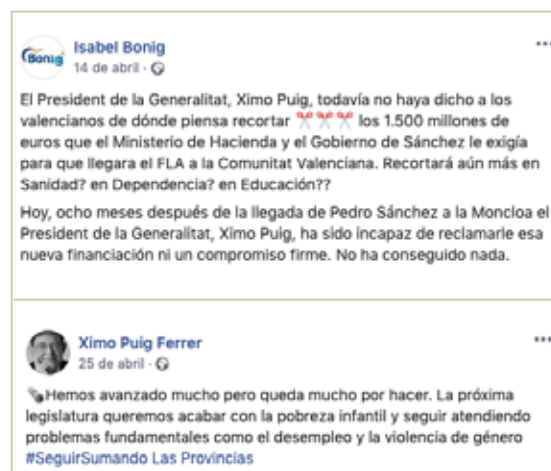 Bonig
Isabel Bonig
14 de abril ·
El President de la Generalitat, Ximo Puig, todavía no haya dicho a los
valencianos de dónde piensa recortar ✂️✂️✂️ los 1.500 millones de
euros que el Ministerio de Hacienda y el Gobierno de Sánchez le exigía
para que llegara el FLA a la Comunitat Valenciana. Recortará aún más en
Sanidad? en Dependencia? en Educación??
Hoy, ocho meses después de la llegada de Pedro Sánchez a la Moncloa el
President de la Generalitat, Ximo Puig, ha sido incapaz de reclamarle esa
nueva financiación ni un compromiso firme. No ha conseguido nada.
Ximo Puig Ferrer
25 de abril ·
🗞️Hemos avanzado mucho pero queda mucho por hacer. La próxima
legislatura queremos acabar con la pobreza infantil y seguir atendiendo
problemas fundamentales como el desempleo y la violencia de género
#SeguirSumando Las Provincias